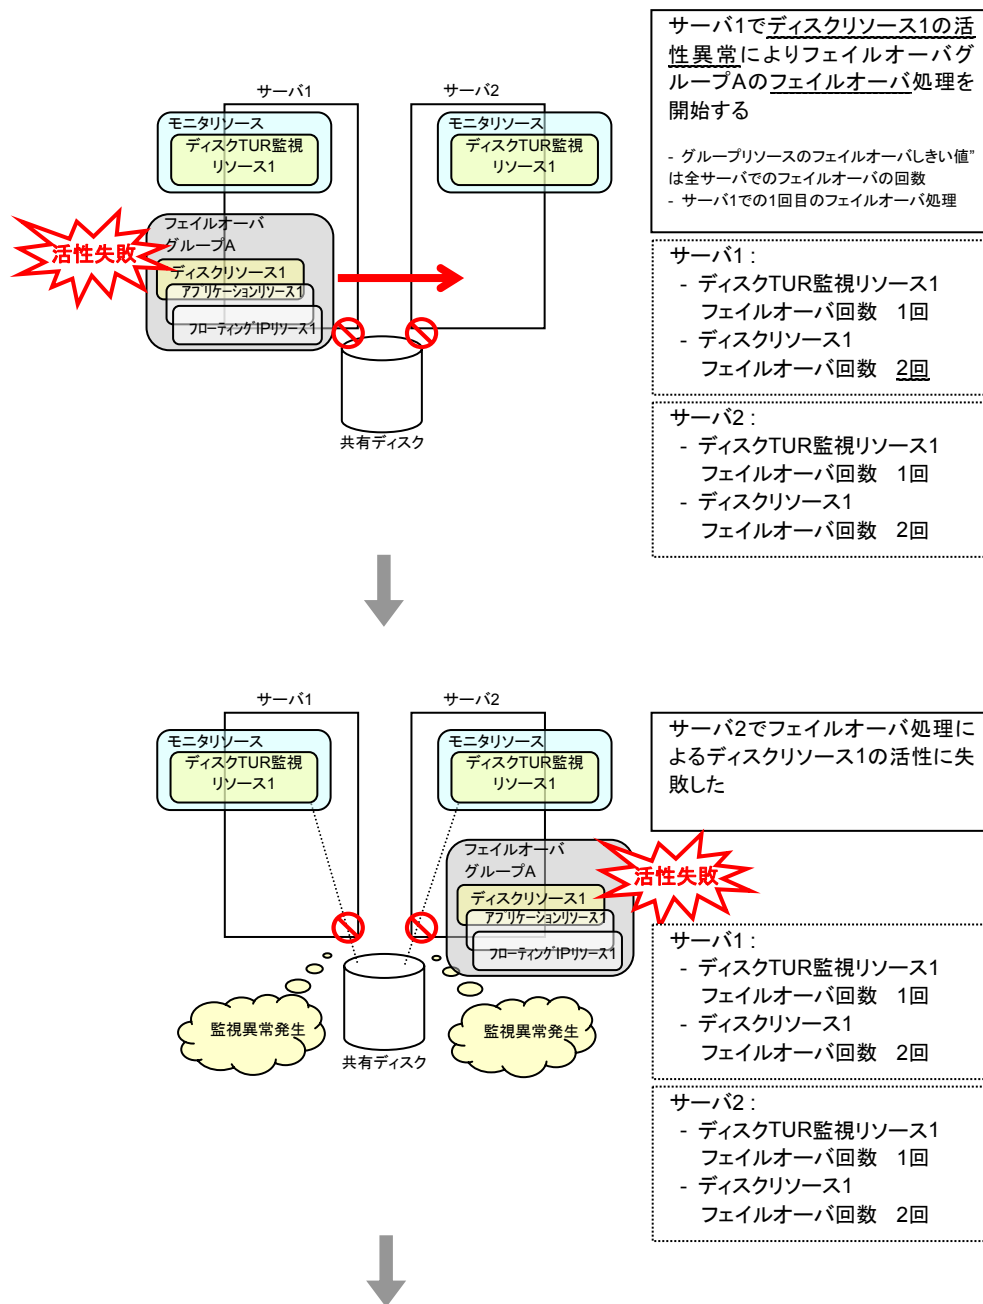 サーバ1
サーバ2
モニタリソース
ディスクTUR監視
リソース1
モニタリソース
ディスクTUR監視
リソース1
フェイルオーバ
グループA
活性失敗
ディスクリソース1
アプリケーションリソース1
フローティングIPリソース1
共有ディスク
サーバ1でディスクリソース1の活
性異常によりフェイルオーバグ
ループAのフェイルオーバ処理を
開始する
- グループリソースのフェイルオーバしきい値”
は全サーバでのフェイルオーバの回数
- サーバ1での1回目のフェイルオーバ処理
サーバ1 :
- ディスクTUR監視リソース1
フェイルオーバ回数 1回
- ディスクリソース1
フェイルオーバ回数 2回
サーバ2 :
- ディスクTUR監視リソース1
フェイルオーバ回数 1回
- ディスクリソース1
フェイルオーバ回数 2回
サーバ1
サーバ2
モニタリソース
ディスクTUR監視
リソース1
モニタリソース
ディスクTUR監視
リソース1
フェイルオーバ
グループA
活性失敗
ディスクリソース1
アプリケーションリソース1
フローティングIPリソース1
監視異常発生
監視異常発生
共有ディスク
サーバ2でフェイルオーバ処理に
よるディスクリソース1の活性に失
敗した
サーバ1 :
- ディスクTUR監視リソース1
フェイルオーバ回数 1回
- ディスクリソース1
フェイルオーバ回数 2回
サーバ2 :
- ディスクTUR監視リソース1
フェイルオーバ回数 1回
- ディスクリソース1
フェイルオーバ回数 2回